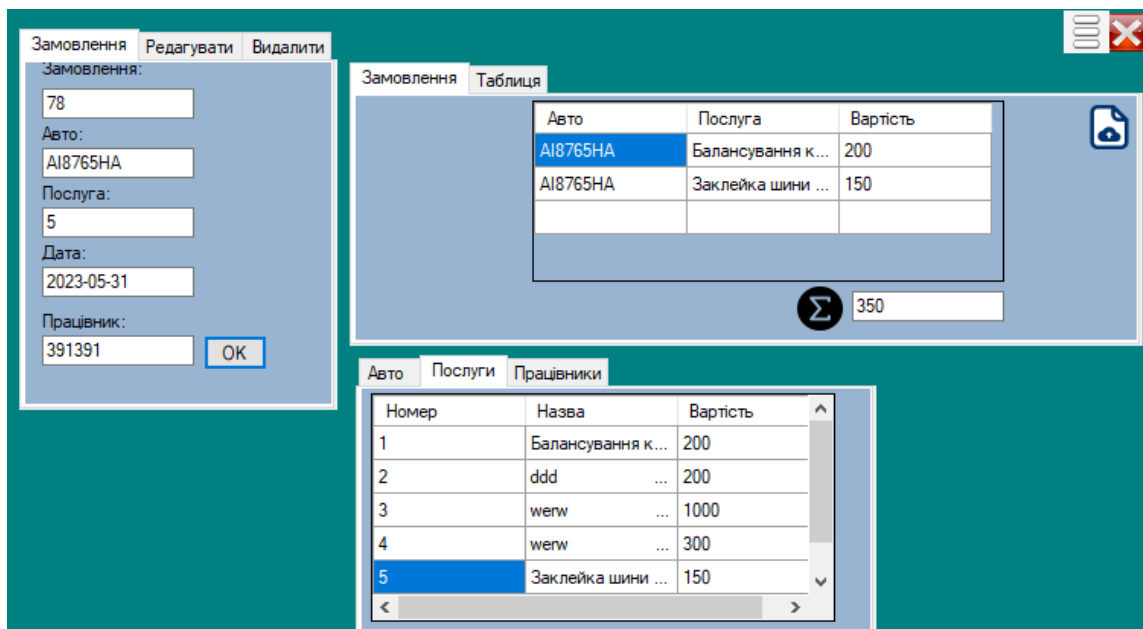 Замовлення Редагувати Видалити
Замовлення:
78
Авто:
AI8765HA
Послуга:
5
Дата:
2023-05-31
Працівник:
391391 OK
Замовлення Таблиця
Авто Послуга Вартість
AI8765HA Балансування к... 200
AI8765HA Заклейка шини ... 150
Σ 350
Авто Послуги Працівники
Номер Назва Вартість
1 Балансування к... 200
2 ddd ... 200
3 werw ... 1000
4 werw ... 300
5 Заклейка шини ... 150